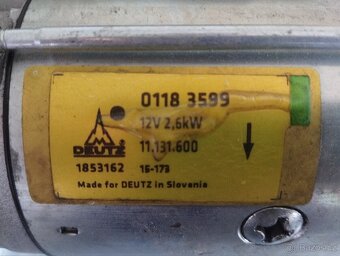 0118 3599
12V 2,6kW
DEUTZ
11.131.600
1853162 16-173
Made for DEUTZ in Slovenia